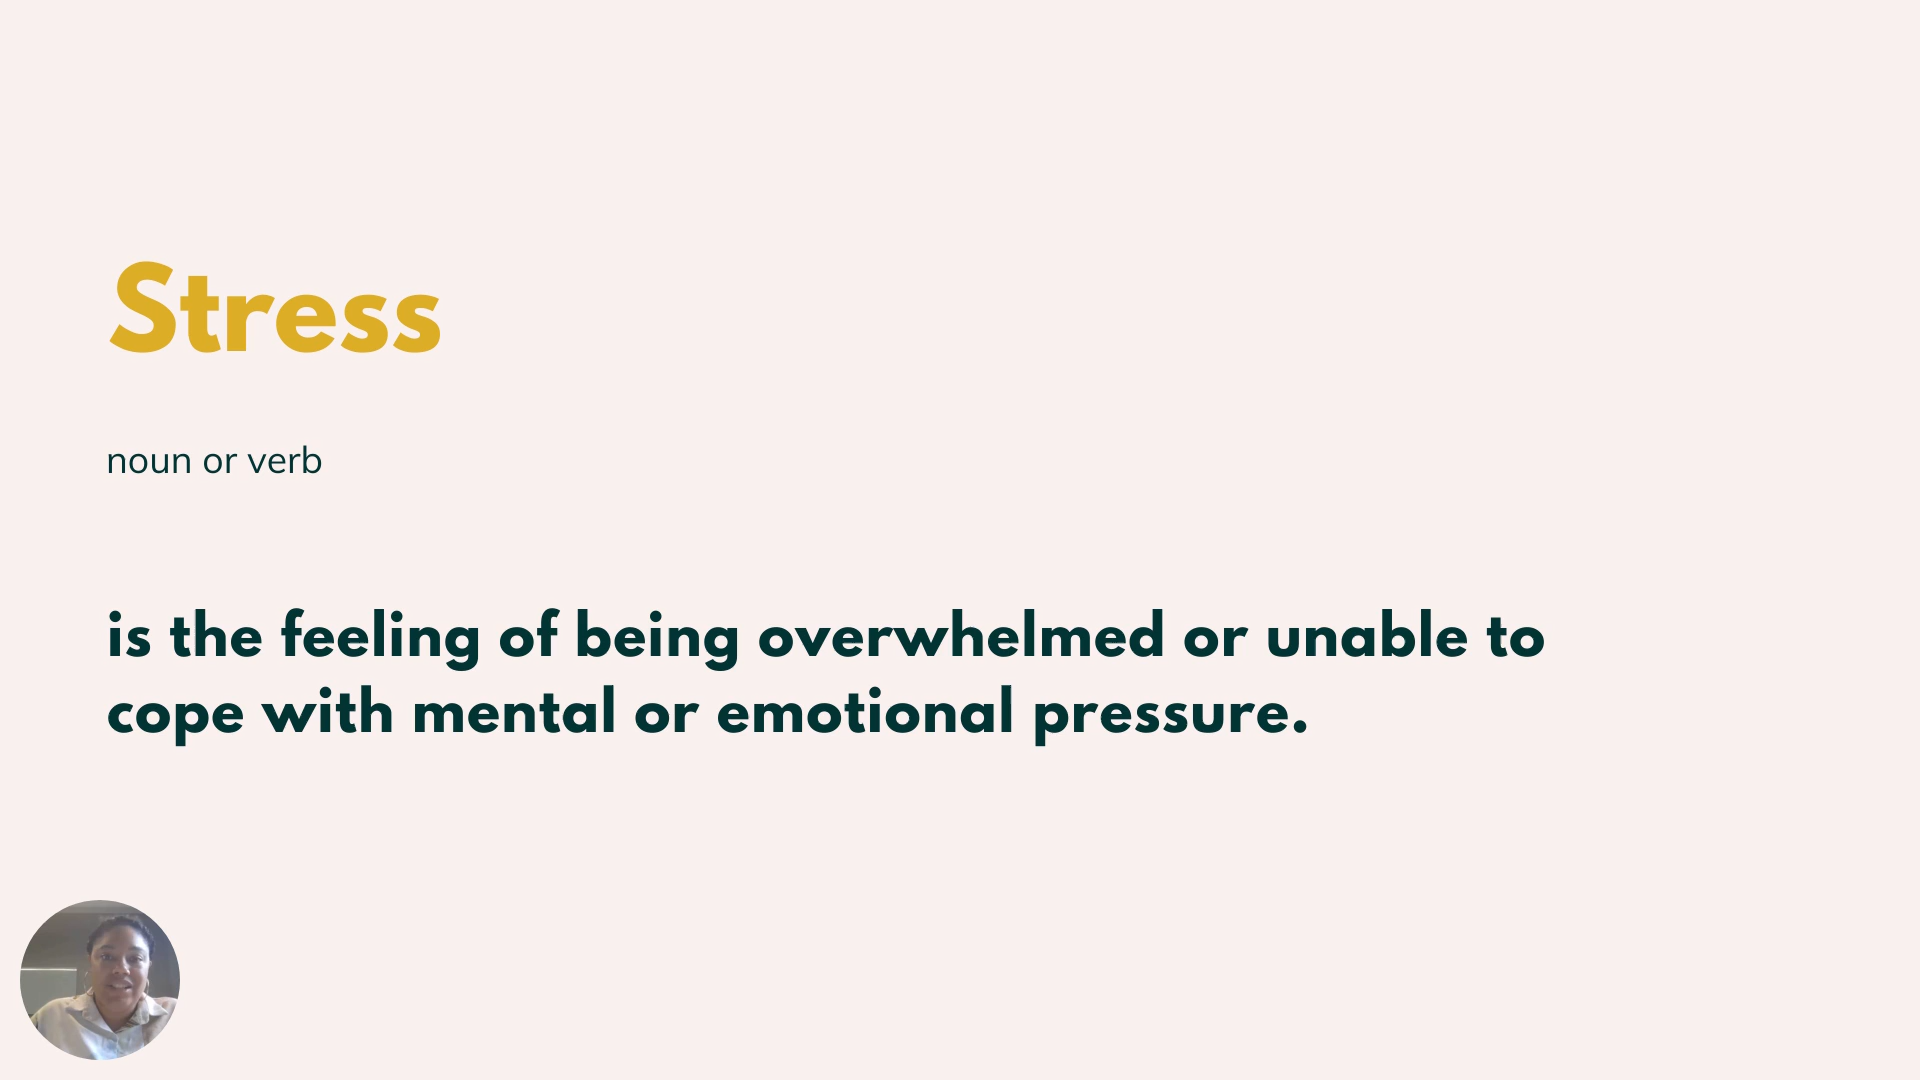 Stress
noun or verb
is the feeling of being overwhelmed or unable to
cope with mental or emotional pressure.